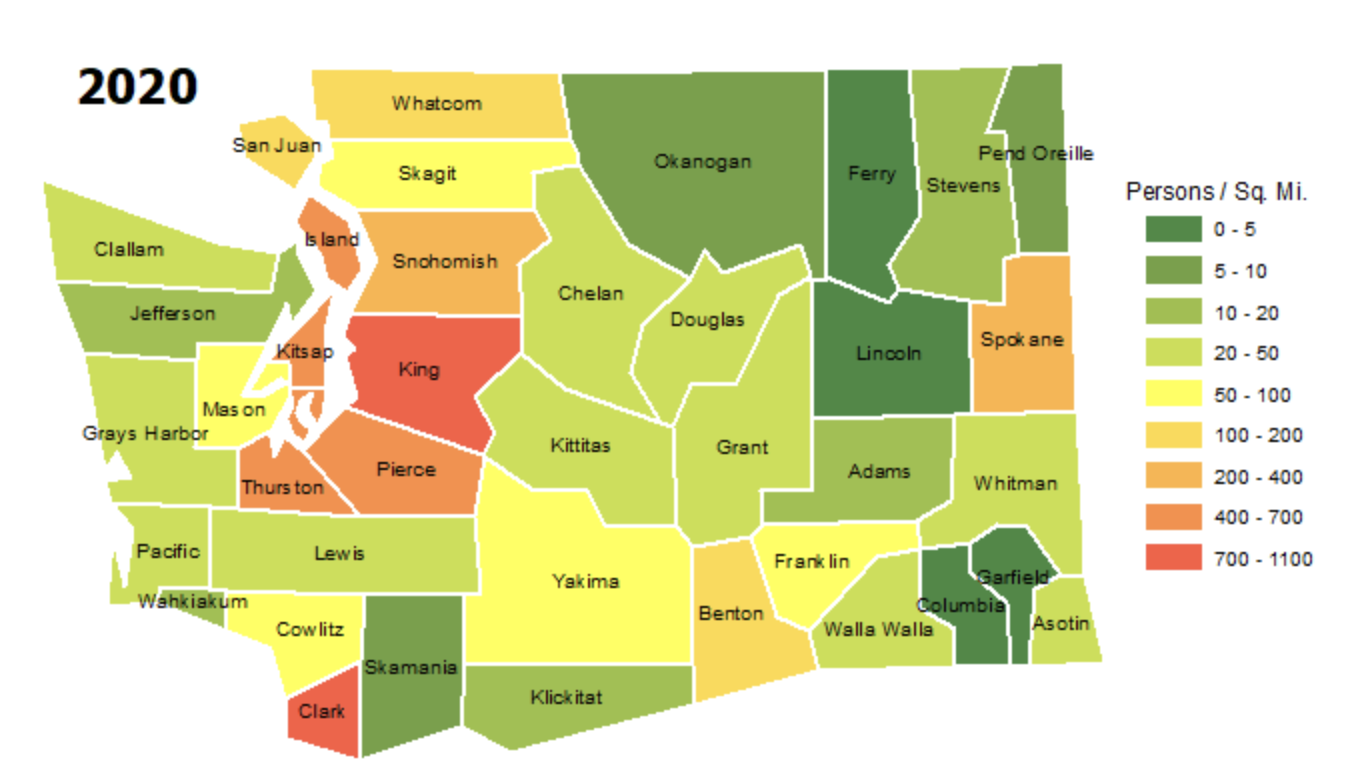 2020
Whatcom
San Juan
Okanogan
Pend Oreille
Skagit
Ferry
Stevens
Island
Clallam
Snohomish
Chelan
Jefferson
Douglas
Kitsap
King
Lincoln
Spokane
Mason
Grays Harbor
Kittitas
Grant
Pierce
Adams
Thurston
Whitman
Pacific
Lewis
Franklin
Yakima
Garfield
Wahkiakum
Columbia
Benton
Cowlitz
Walla Walla
Asotin
Skamania
Klickitat
Clark
Persons / Sq. Mi.
0 - 5
5 - 10
10 - 20
20 - 50
50 - 100
100 - 200
200 - 400
400 - 700
700 - 1100